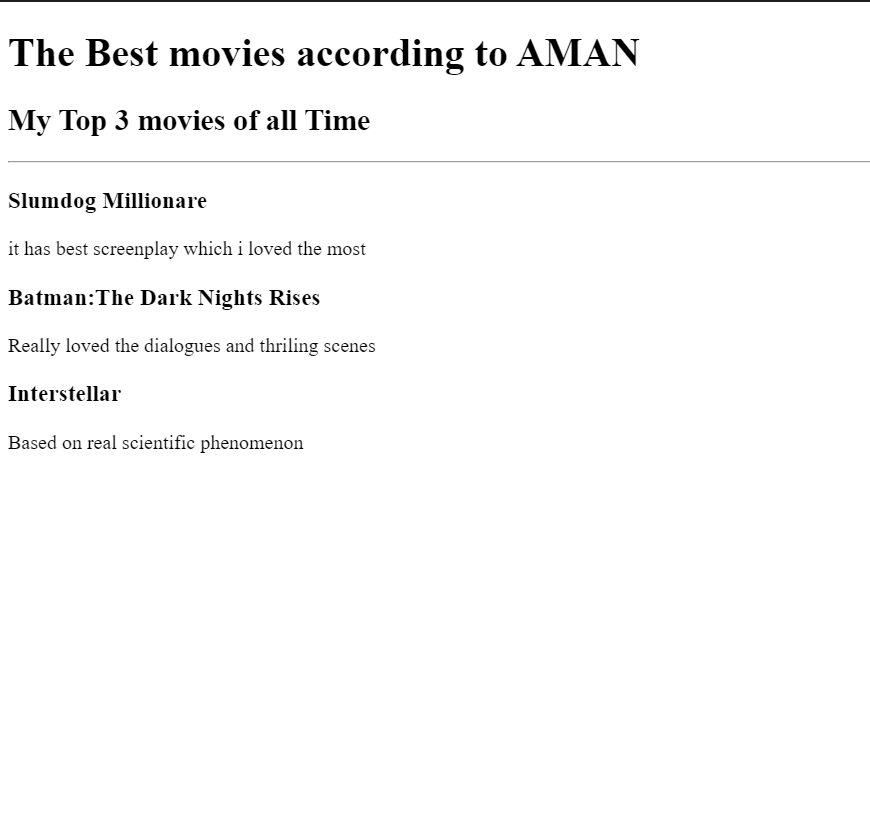 The Best movies according to AMAN
My Top 3 movies of all Time
Slumdog Millionare
it has best screenplay which i loved the most
Batman:The Dark Nights Rises
Really loved the dialogues and thriling scenes
Interstellar
Based on real scientific phenomenon